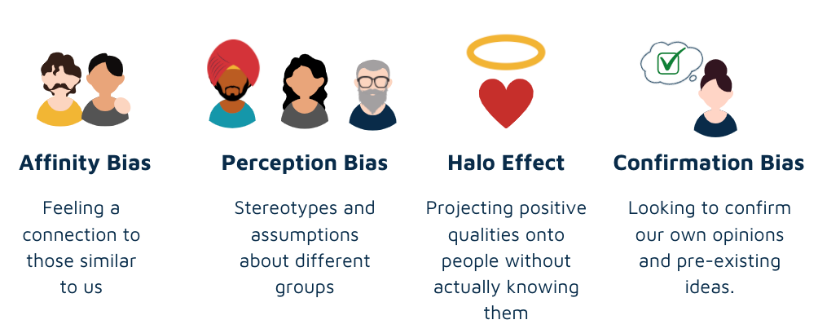 Affinity Bias
Feeling a
connection to
those similar
to us
Perception Bias
Stereotypes and
assumptions
about different
groups
Halo Effect
Projecting positive
qualities onto
people without
actually knowing
them
Confirmation Bias
Looking to confirm
our own opinions
and pre-existing
ideas.